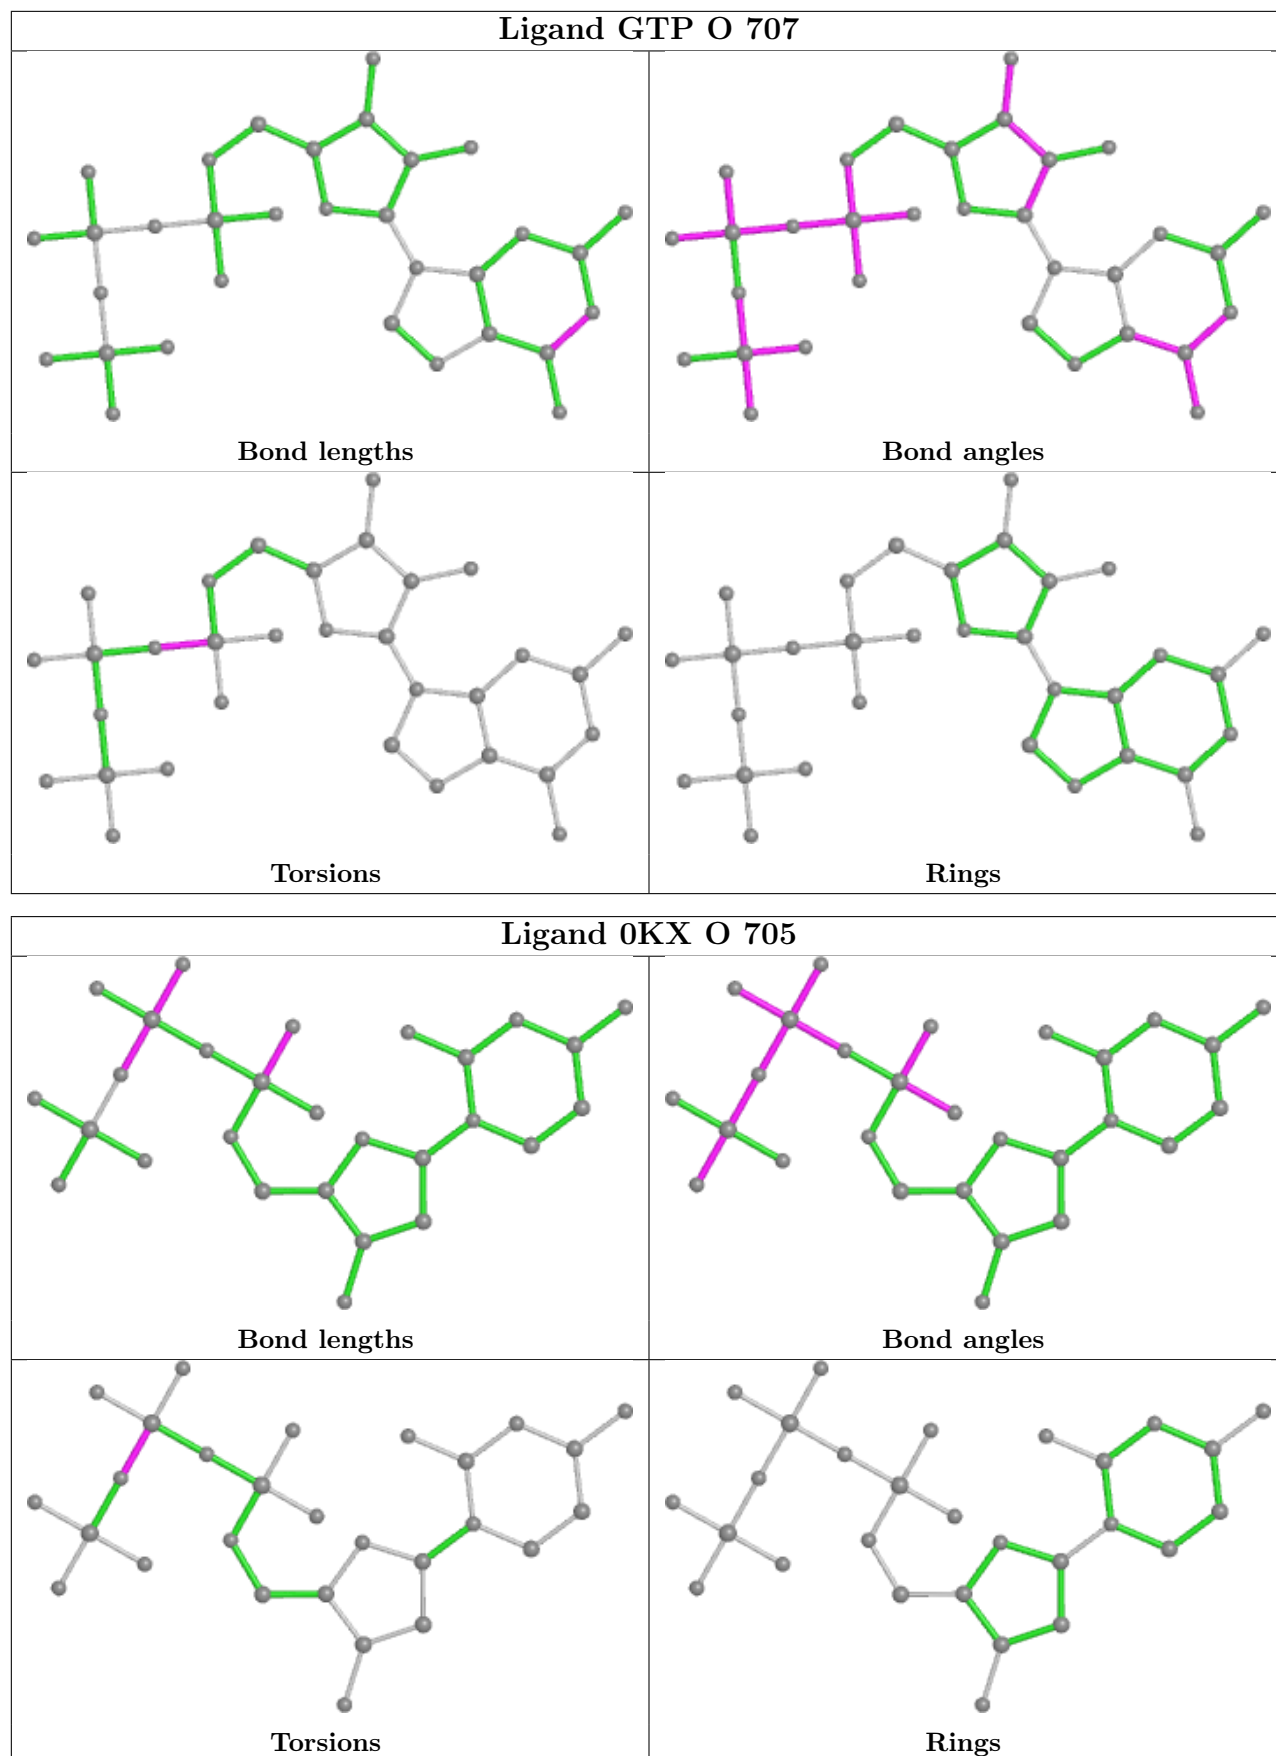 Ligand GTP O 707
Bond lengths
Bond angles
Torsions
Rings
Ligand 0KX O 705
Bond lengths
Bond angles
Torsions
Rings